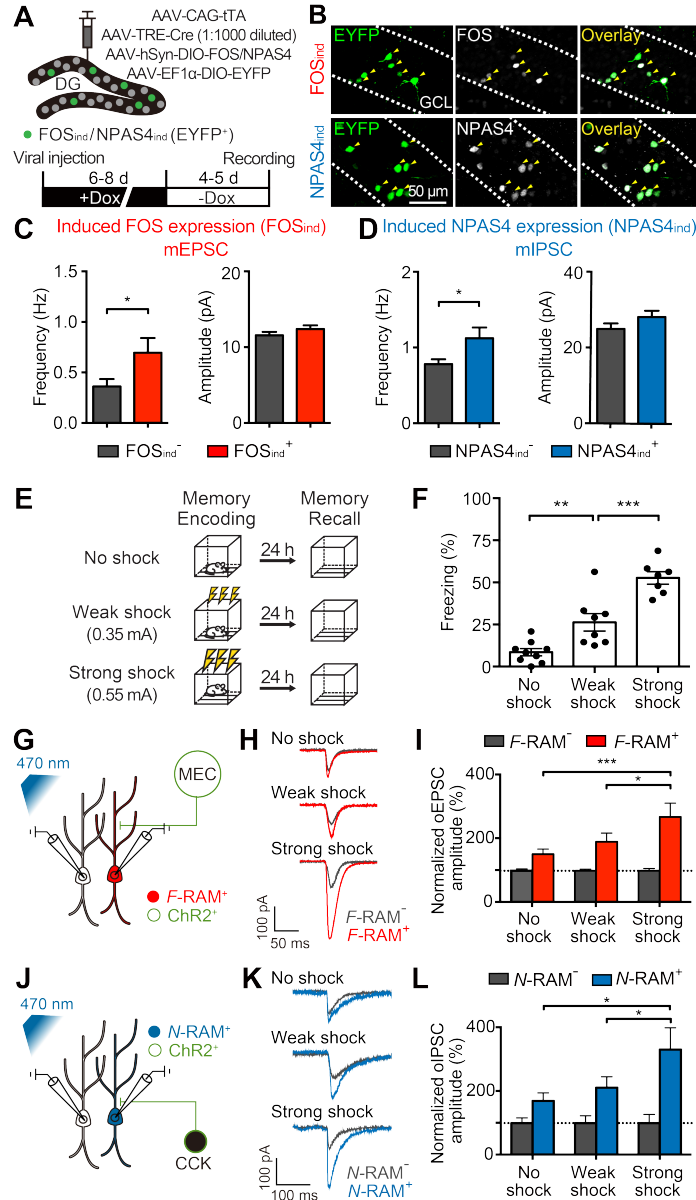 A
AAV-CAG-tTA
AAV-TRE-Cre (1:1000 diluted)
AAV-hSyn-DIO-FOS/NPAS4
AAV-EF1α-DIO-EYFP
DG
FOSind/NPAS4ind (EYFP+)
Viral injection
Recording
6-8 d
4-5 d
+Dox
-Dox
B
FOSind
EYFP
FOS
Overlay
GCL
NPAS4ind
EYFP
NPAS4
Overlay
50 μm
C
Induced FOS expression (FOSind)
mEPSC
Frequency (Hz)
1.5
1.0
0.5
0.0
*
Amplitude (pA)
20
10
0
FOSind-
FOSind+
D
Induced NPAS4 expression (NPAS4ind)
mIPSC
Frequency (Hz)
2
1
0
*
Amplitude (pA)
40
20
0
NPAS4ind-
NPAS4ind+
E
Memory
Encoding
Memory
Recall
No shock
24 h
Weak shock
(0.35 mA)
24 h
Strong shock
(0.55 mA)
24 h
F
Freezing (%)
100
75
50
25
0
**
***
No
shock
Weak
shock
Strong
shock
G
470 nm
MEC
F-RAM+
ChR2+
H
No shock
Weak shock
Strong shock
100 pA
50 ms
F-RAM-
F-RAM+
I
F-RAM-
F-RAM+
Normalized oEPSC
amplitude (%)
400
200
100
0
***
*
No
shock
Weak
shock
Strong
shock
J
470 nm
N-RAM+
ChR2+
CCK
K
No shock
Weak shock
Strong shock
100 pA
100 ms
N-RAM-
N-RAM+
L
N-RAM-
N-RAM+
Normalized oIPSC
amplitude (%)
400
200
100
0
*
*
No
shock
Weak
shock
Strong
shock